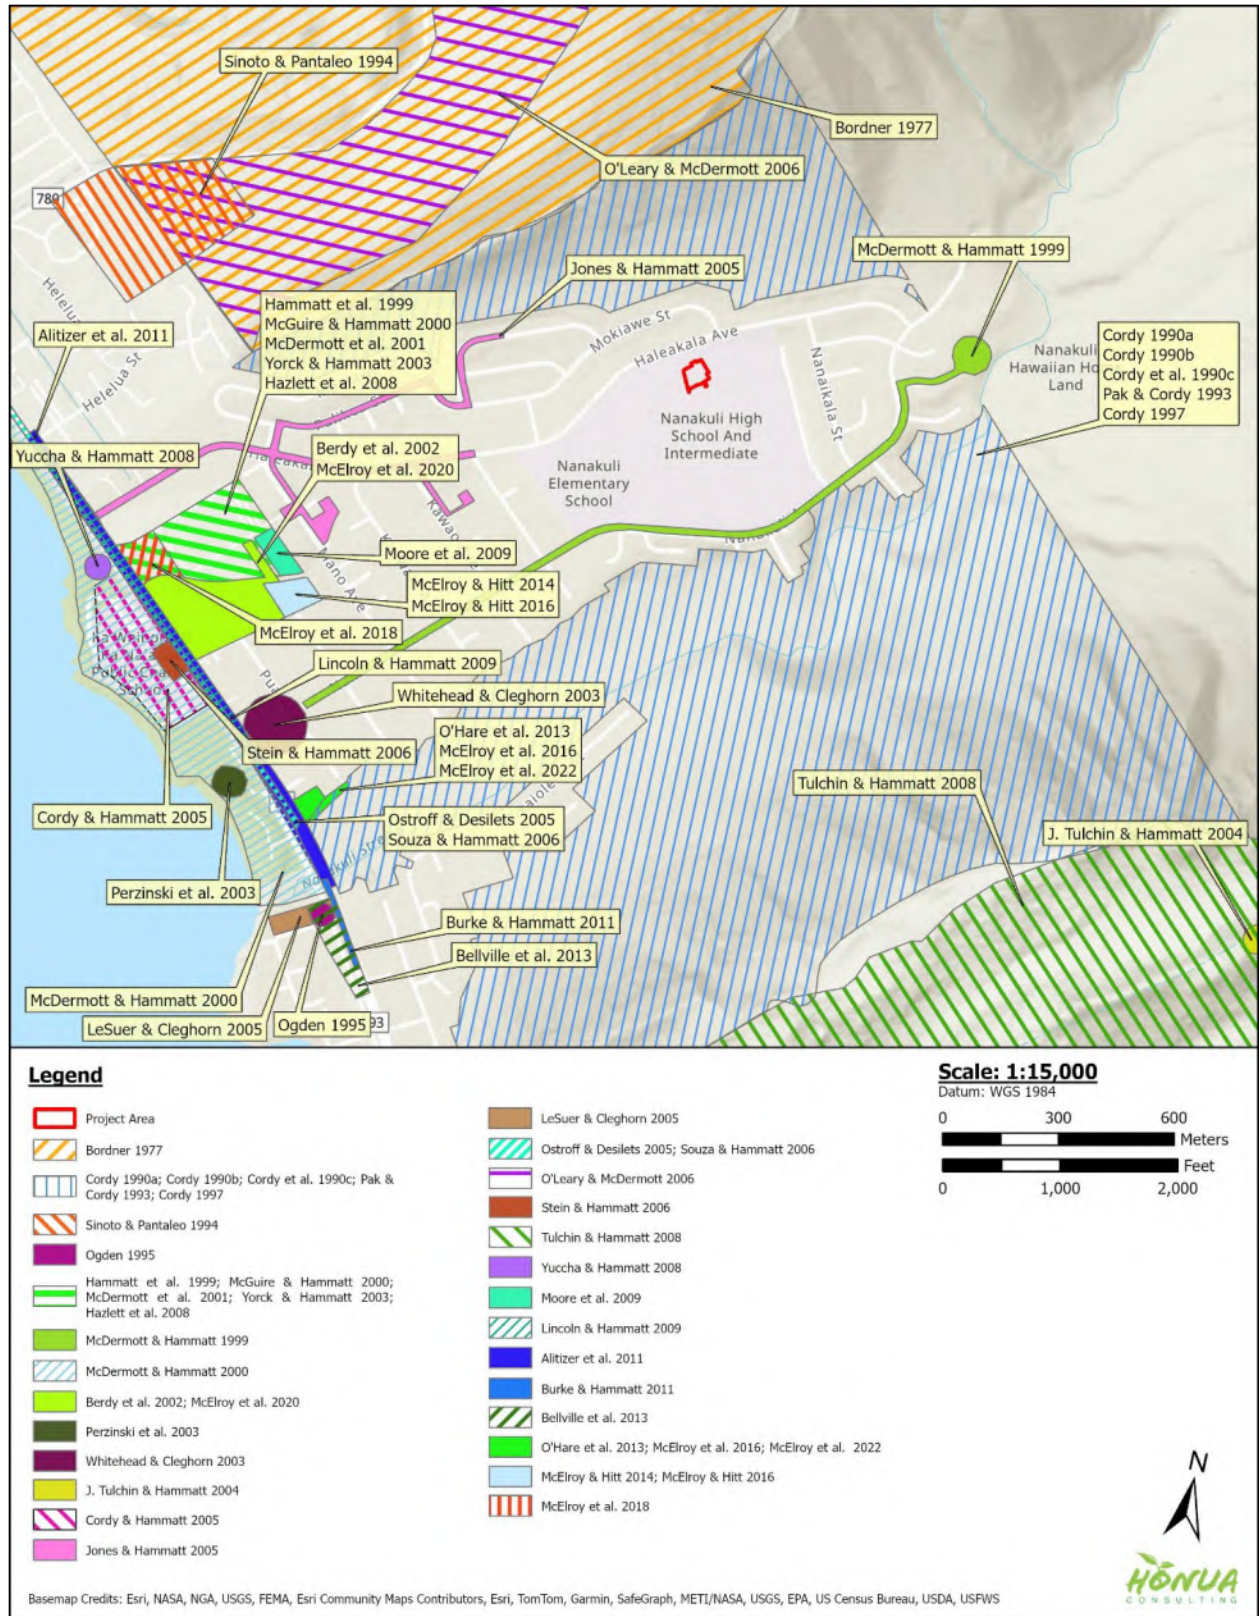 Sinoto & Pantaleo 1994
Bordner 1977
O'Leary & McDermott 2006
780
McDermott & Hammatt 1999
Jones & Hammatt 2005
Hammatt et al. 1999
McGuire & Hammatt 2000
McDermott et al. 2001
Yorck & Hammatt 2003
Hazlett et al. 2008
Mokiawe St
Haleakala Ave
Alitizer et al. 2011
Helelua St
Cordy 1990a
Cordy 1990b
Cordy et al. 1990c
Pak & Cordy 1993
Cordy 1997
Nanakuli
Hawaiian Ho
Land
Nanaikala St
Nanakuli High
School And
Intermediate
Yuccha & Hammatt 2008
Berdy et al. 2002
McElroy et al. 2020
Nanakuli
Elementary
School
Moore et al. 2009
Mano Ave
McElroy & Hitt 2014
McElroy & Hitt 2016
McElroy et al. 2018
Lincoln & Hammatt 2009
Whitehead & Cleghorn 2003
O'Hare et al. 2013
McElroy et al. 2016
McElroy et al. 2022
Stein & Hammatt 2006
Tulchin & Hammatt 2008
Cordy & Hammatt 2005
Ostroff & Desilets 2005
Souza & Hammatt 2006
J. Tulchin & Hammatt 2004
Perzinski et al. 2003
Burke & Hammatt 2011
Bellville et al. 2013
McDermott & Hammatt 2000
LeSuer & Cleghorn 2005
Ogden 1995
93
Legend
Project Area
Bordner 1977
Cordy 1990a; Cordy 1990b; Cordy et al. 1990c; Pak &
Cordy 1993; Cordy 1997
Sinoto & Pantaleo 1994
Ogden 1995
Hammatt et al. 1999; McGuire & Hammatt 2000;
McDermott et al. 2001; Yorck & Hammatt 2003;
Hazlett et al. 2008
McDermott & Hammatt 1999
McDermott & Hammatt 2000
Berdy et al. 2002; McElroy et al. 2020
Perzinski et al. 2003
Whitehead & Cleghorn 2003
J. Tulchin & Hammatt 2004
Cordy & Hammatt 2005
Jones & Hammatt 2005
LeSuer & Cleghorn 2005
Ostroff & Desilets 2005; Souza & Hammatt 2006
O'Leary & McDermott 2006
Stein & Hammatt 2006
Tulchin & Hammatt 2008
Yuccha & Hammatt 2008
Moore et al. 2009
Lincoln & Hammatt 2009
Alitizer et al. 2011
Burke & Hammatt 2011
Bellville et al. 2013
O'Hare et al. 2013; McElroy et al. 2016; McElroy et al. 2022
McElroy & Hitt 2014; McElroy & Hitt 2016
McElroy et al. 2018
Scale: 1:15,000
Datum: WGS 1984
0 300 600
Meters
Feet
0 1,000 2,000
N
HONUA
CONSULTING
Basemap Credits: Esri, NASA, NGA, USGS, FEMA, Esri Community Maps Contributors, Esri, TomTom, Garmin, SafeGraph, METI/NASA, USGS, EPA, US Census Bureau, USDA, USFWS